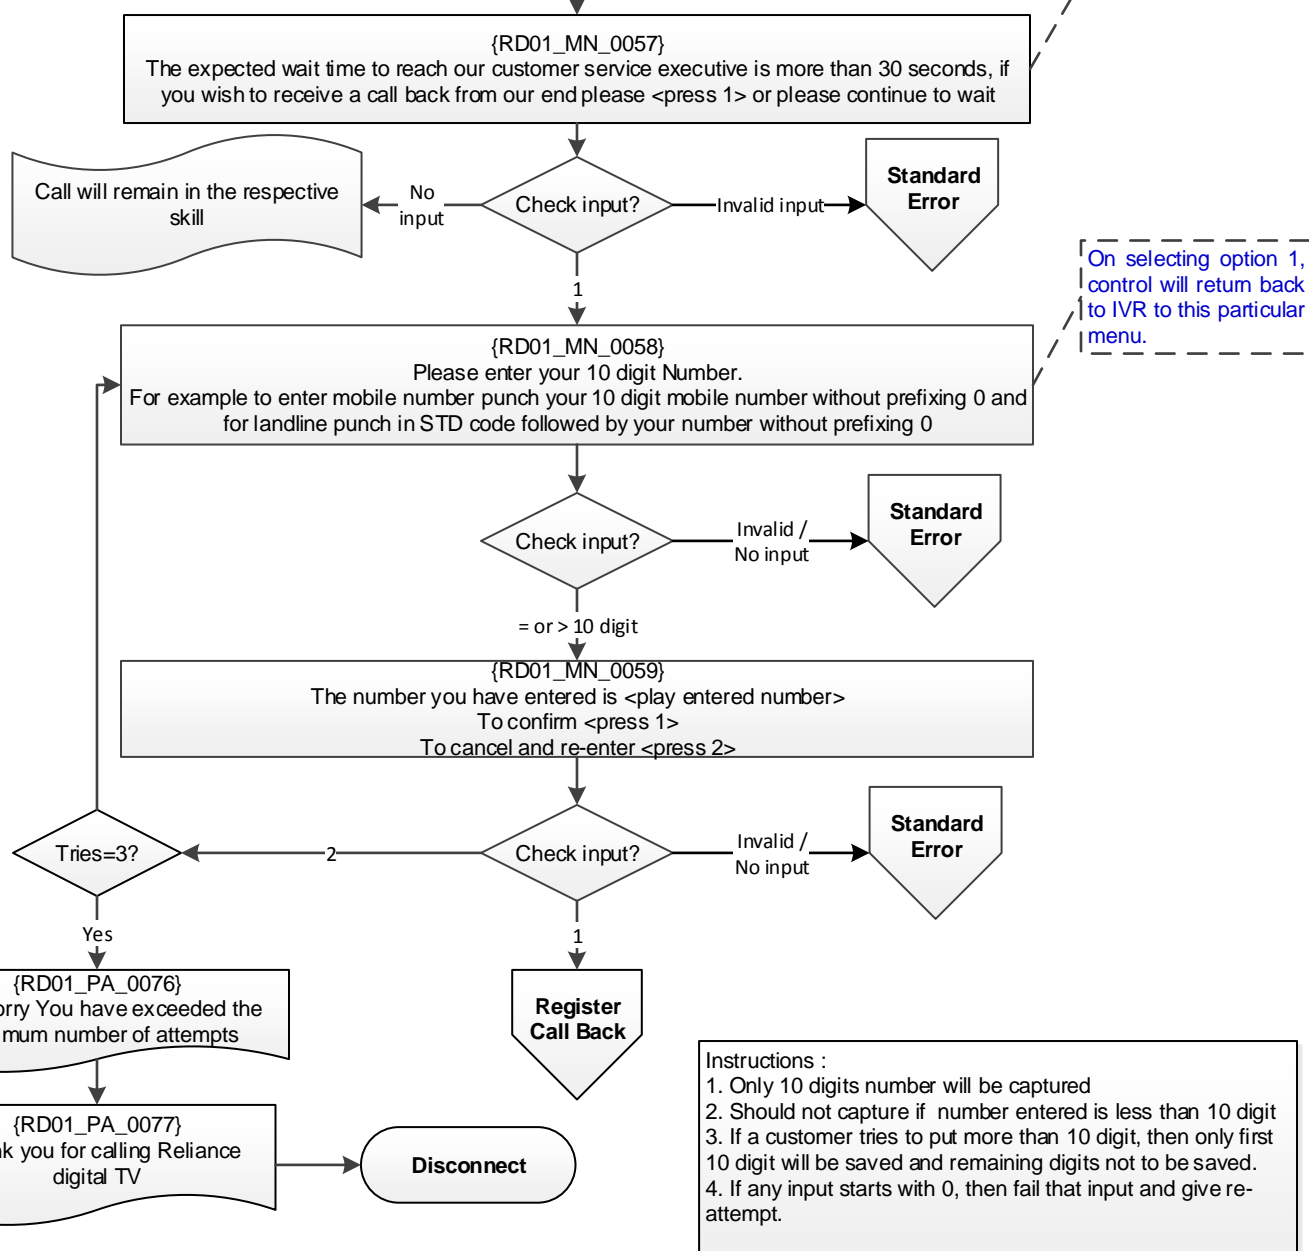 {RD01_MN_0057}
The expected wait time to reach our customer service executive is more than 30 seconds, if
you wish to receive a call back from our end please <press 1> or please continue to wait
Call will remain in the respective
skill
No
input
Check input?
Invalid input
Standard
Error
1
On selecting option 1,
control will return back
to IVR to this particular
menu.
{RD01_MN_0058}
Please enter your 10 digit Number.
For example to enter mobile number punch your 10 digit mobile number without prefixing 0 and
for landline punch in STD code followed by your number without prefixing 0
Check input?
Invalid /
No input
Standard
Error
= or > 10 digit
{RD01_MN_0059}
The number you have entered is <play entered number>
To confirm <press 1>
To cancel and re-enter <press 2>
Tries=3?
2
Check input?
Invalid /
No input
Standard
Error
Yes
1
{RD01_PA_0076}
You have exceeded the
number of attempts
Register
Call Back
{RD01_PA_0077}
you for calling Reliance
digital TV
Disconnect
Instructions :
1. Only 10 digits number will be captured
2. Should not capture if number entered is less than 10 digit
3. If a customer tries to put more than 10 digit, then only first
10 digit will be saved and remaining digits not to be saved.
4. If any input starts with 0, then fail that input and give re-
attempt.